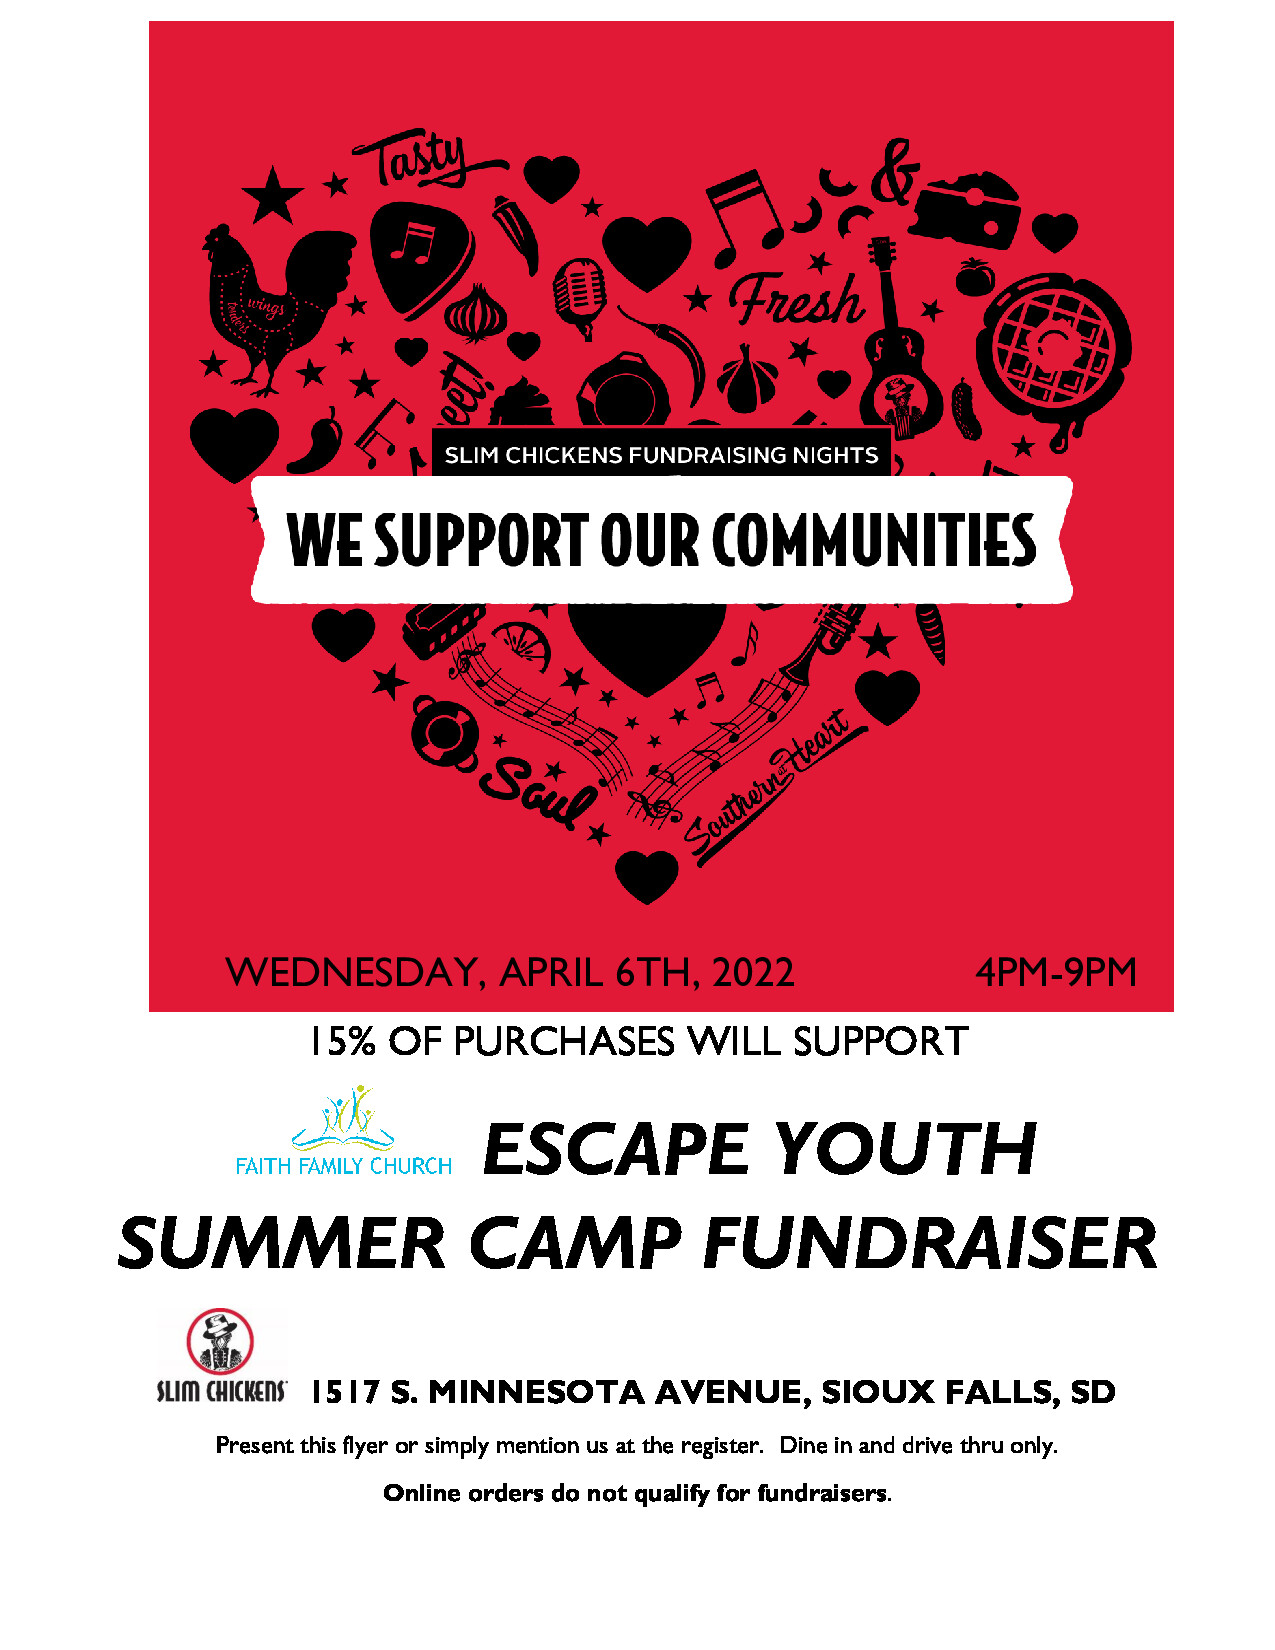 Tasty
&
Fresh
wings
tenders
SLIM CHICKENS FUNDRAISING NIGHTS
WE SUPPORT OUR COMMUNITIES
Soul
Southern Heart
WEDNESDAY, APRIL 6TH, 2022 4PM-9PM
15% OF PURCHASES WILL SUPPORT
FAITH FAMILY CHURCH
ESCAPE YOUTH
SUMMER CAMP FUNDRAISER
SLIM CHICKENS
1517 S. MINNESOTA AVENUE, SIOUX FALLS, SD
Present this flyer or simply mention us at the register. Dine in and drive thru only.
Online orders do not qualify for fundraisers.